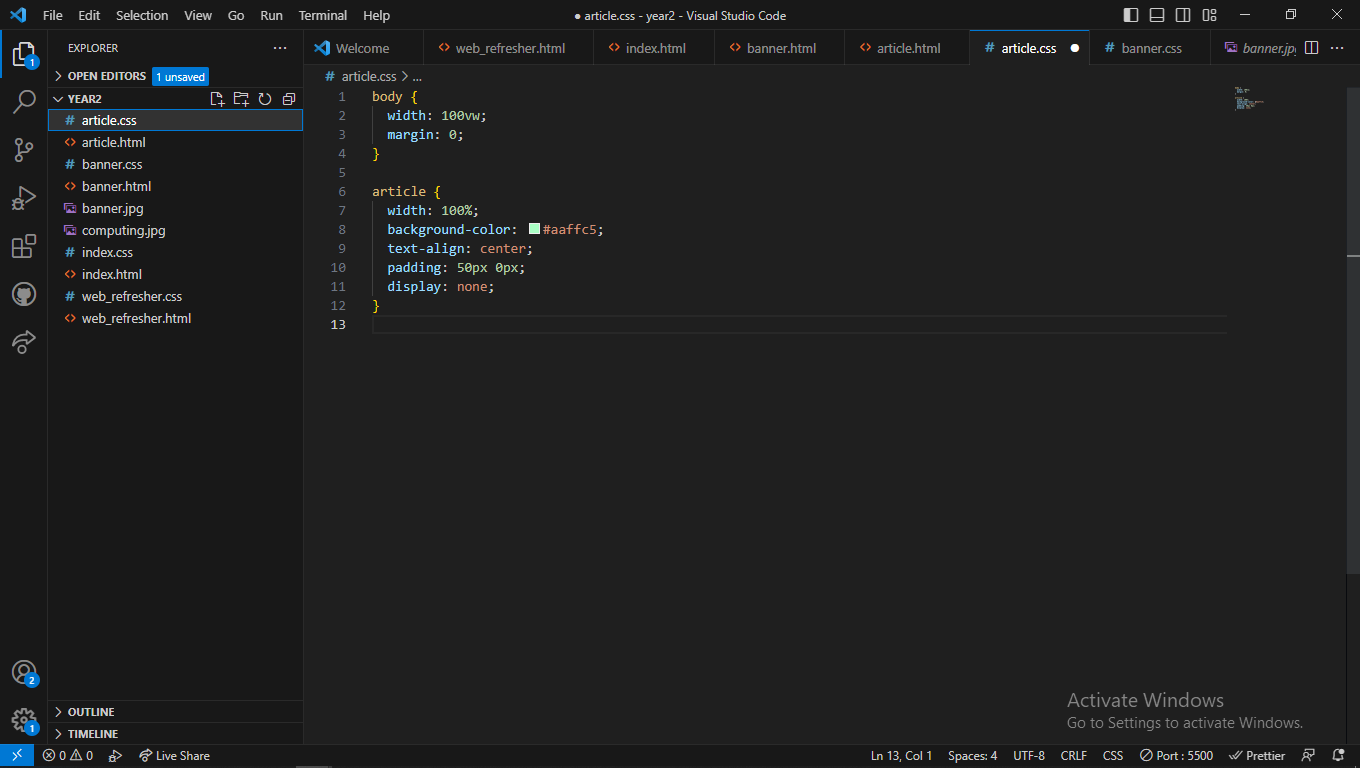 File Edit Selection View Go Run Terminal Help ● article.css - year2 - Visual Studio Code
EXPLORER ···
Welcome web_refresher.html index.html banner.html article.html article.css banner.css banner.jp
OPEN EDITORS 1 unsaved
# article.css > ...
YEAR2
# article.css
<> article.html
# banner.css
<> banner.html
banner.jpg
computing.jpg
# index.css
<> index.html
# web_refresher.css
<> web_refresher.html
1 body {
2 width: 100vw;
3 margin: 0;
4 }
5
6 article {
7 width: 100%;
8 background-color: #aaffc5;
9 text-align: center;
10 padding: 50px 0px;
11 display: none;
12 }
13
1
2
1
OUTLINE
TIMELINE
Activate Windows
Go to Settings to activate Windows.
0 0 Live Share Ln 13, Col 1 Spaces: 4 UTF-8 CRLF CSS Port : 5500 Prettier